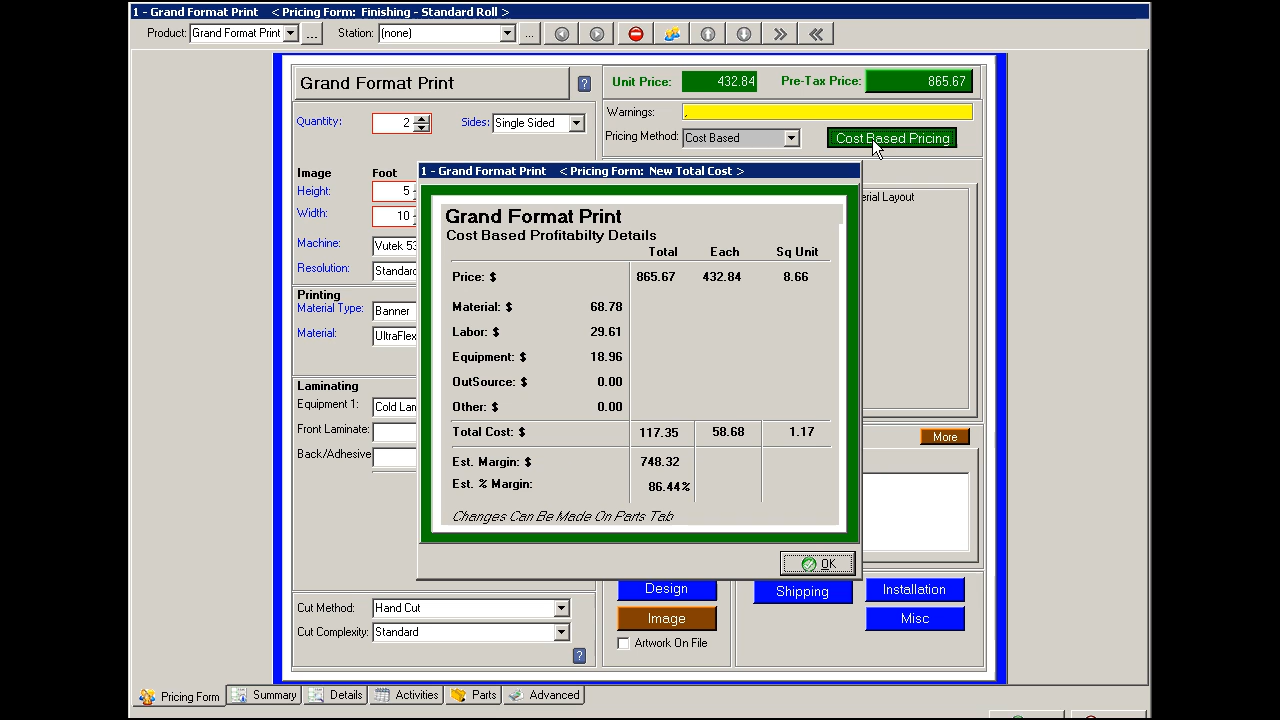 1 - Grand Format Print < Pricing Form: Finishing - Standard Roll >
Product: Grand Format Print ... Station: (none) ...
Grand Format Print ? Unit Price: 432.84 Pre-Tax Price: 865.67
Warnings: ,
Quantity: 2 Sides: Single Sided
Pricing Method: Cost Based Cost Based Pricing
Image Foot
Height: 5
Width: 10
Machine: Vutek 53
Resolution: Standard
Printing
Material Type: Banner
Material: UltraFlex
Laminating
Equipment 1: Cold Lam
Front Laminate:
Back/Adhesive
erial Layout
More
1 - Grand Format Print < Pricing Form: New Total Cost >
Grand Format Print
Cost Based Profitabilty Details
Total Each Sq Unit
Price: $ 865.67 432.84 8.66
Material: $ 68.78
Labor: $ 29.61
Equipment: $ 18.96
OutSource: $ 0.00
Other: $ 0.00
Total Cost: $ 117.35 58.68 1.17
Est. Margin: $ 748.32
Est. % Margin: 86.44%
Changes Can Be Made On Parts Tab
OK
Design Shipping Installation
Image Misc
Artwork On File
Cut Method: Hand Cut
Cut Complexity: Standard
?
Pricing Form Summary Details Activities Parts Advanced